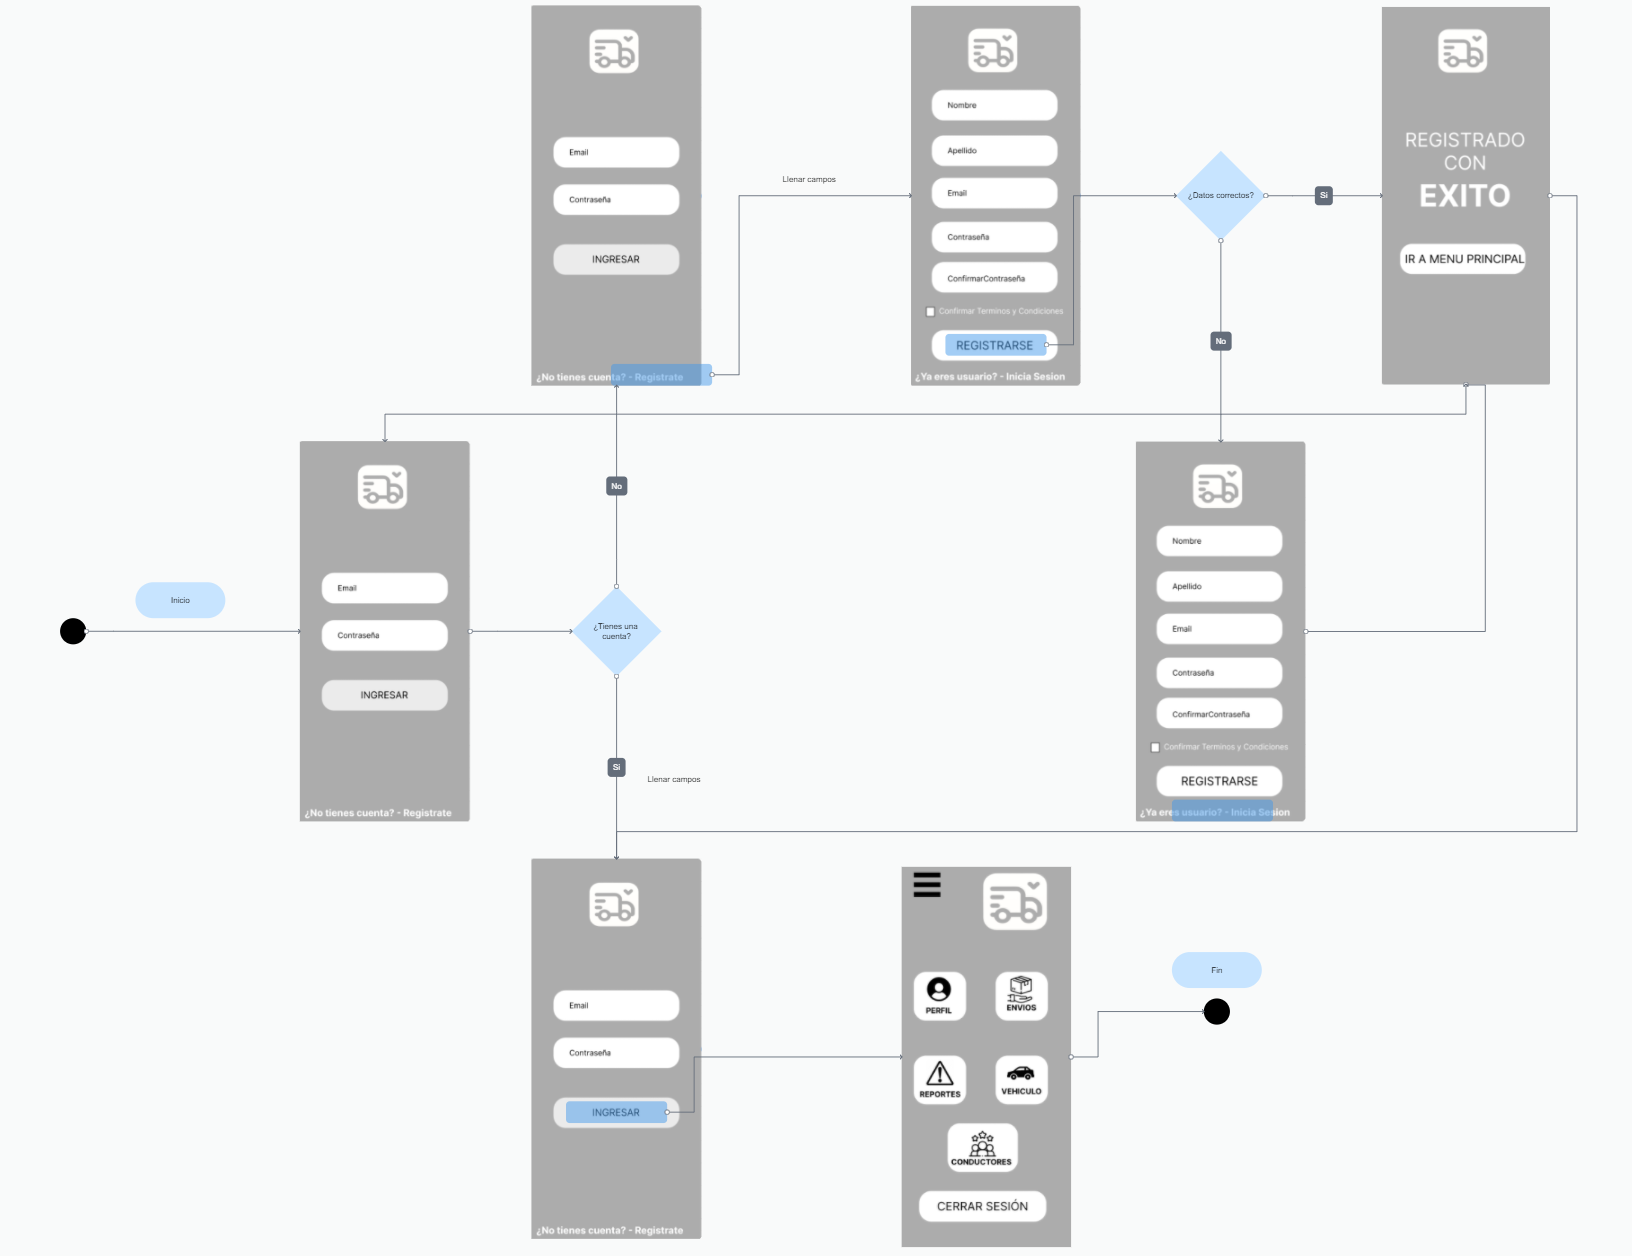 Email
Contraseña
INGRESAR
¿No tienes cuenta? - Registrate
Llenar campos
Nombre
Apellido
Email
Contraseña
ConfirmarContraseña
Confirmar Terminos y Condiciones
REGISTRARSE
¿Ya eres usuario? - Inicia Sesion
¿Datos correctos?
Si
No
REGISTRADO
CON
EXITO
IR A MENU PRINCIPAL
Inicio
Email
Contraseña
INGRESAR
¿No tienes cuenta? - Registrate
No
¿Tienes una
cuenta?
Si
Llenar campos
Nombre
Apellido
Email
Contraseña
ConfirmarContraseña
Confirmar Terminos y Condiciones
REGISTRARSE
¿Ya eres usuario? - Inicia Sesion
Email
Contraseña
INGRESAR
¿No tienes cuenta? - Registrate
PERFIL
ENVIOS
REPORTES
VEHICULO
CONDUCTORES
CERRAR SESIÓN
Fin